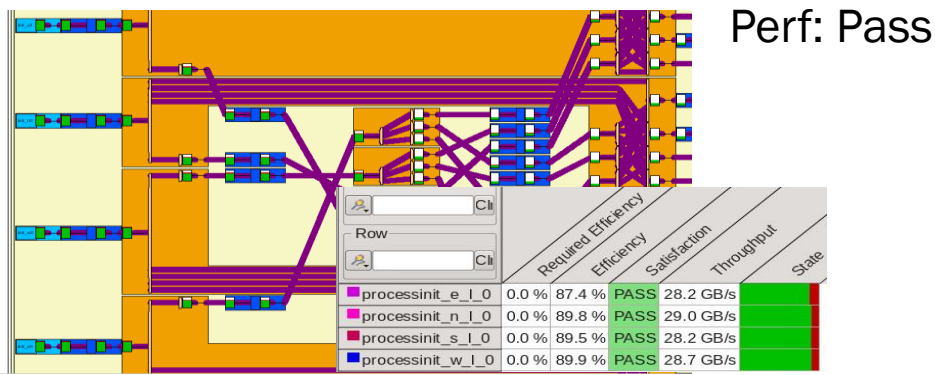 Perf: Pass
Cli
Row
Cli
Required Efficiency
Efficiency
Satisfaction
Throughput
State
processinit_e_l_0 0.0 % 87.4 % PASS 28.2 GB/s
processinit_n_l_0 0.0 % 89.8 % PASS 29.0 GB/s
processinit_s_l_0 0.0 % 89.5 % PASS 28.2 GB/s
processinit_w_l_0 0.0 % 89.9 % PASS 28.7 GB/s